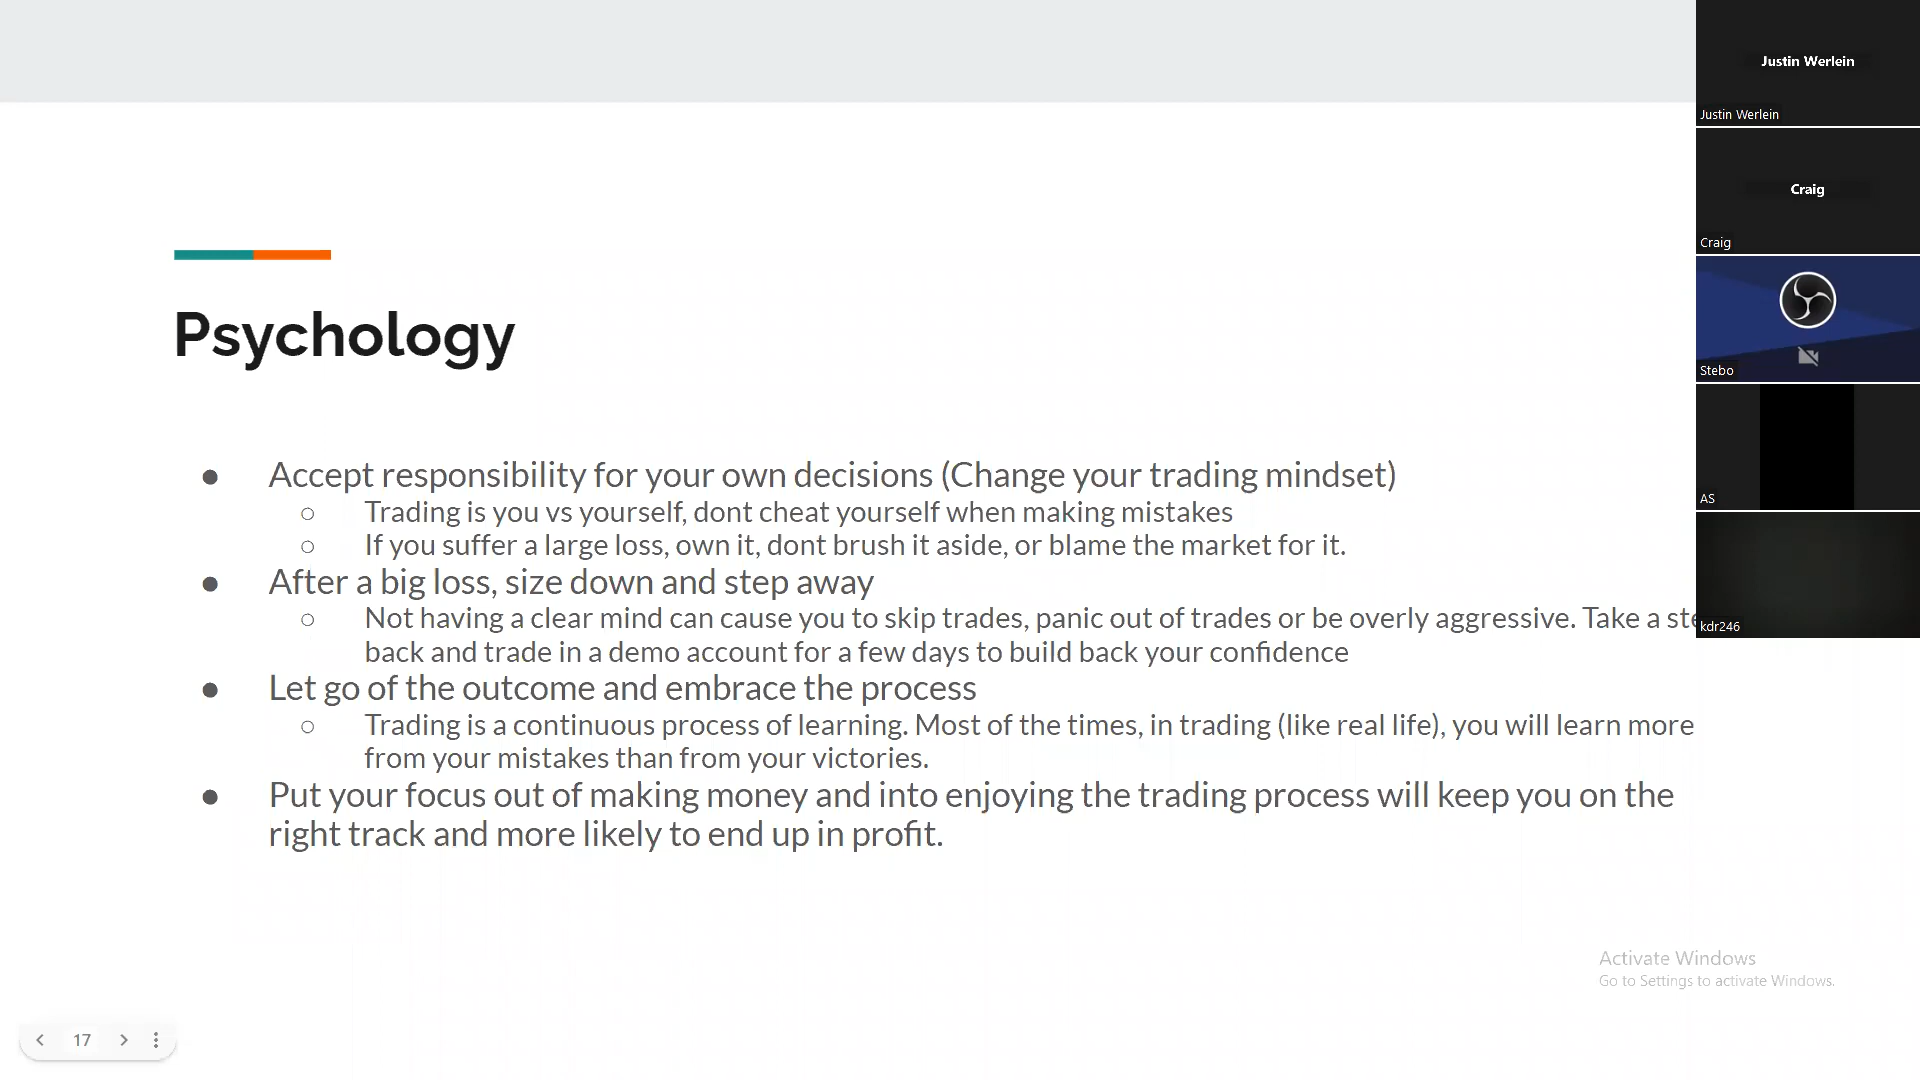 Psychology
● Accept responsibility for your own decisions (Change your trading mindset)
○ Trading is you vs yourself, dont cheat yourself when making mistakes
○ If you suffer a large loss, own it, dont brush it aside, or blame the market for it.
● After a big loss, size down and step away
○ Not having a clear mind can cause you to skip trades, panic out of trades or be overly aggressive. Take a
back and trade in a demo account for a few days to build back your confidence
● Let go of the outcome and embrace the process
○ Trading is a continuous process of learning. Most of the times, in trading (like real life), you will learn more
from your mistakes than from your victories.
● Put your focus out of making money and into enjoying the trading process will keep you on the
right track and more likely to end up in profit.
Justin Werlein
Justin Werlein
Craig
Craig
Stebo
AS
kdr246
Activate Windows
Go to Settings to activate Windows.
17